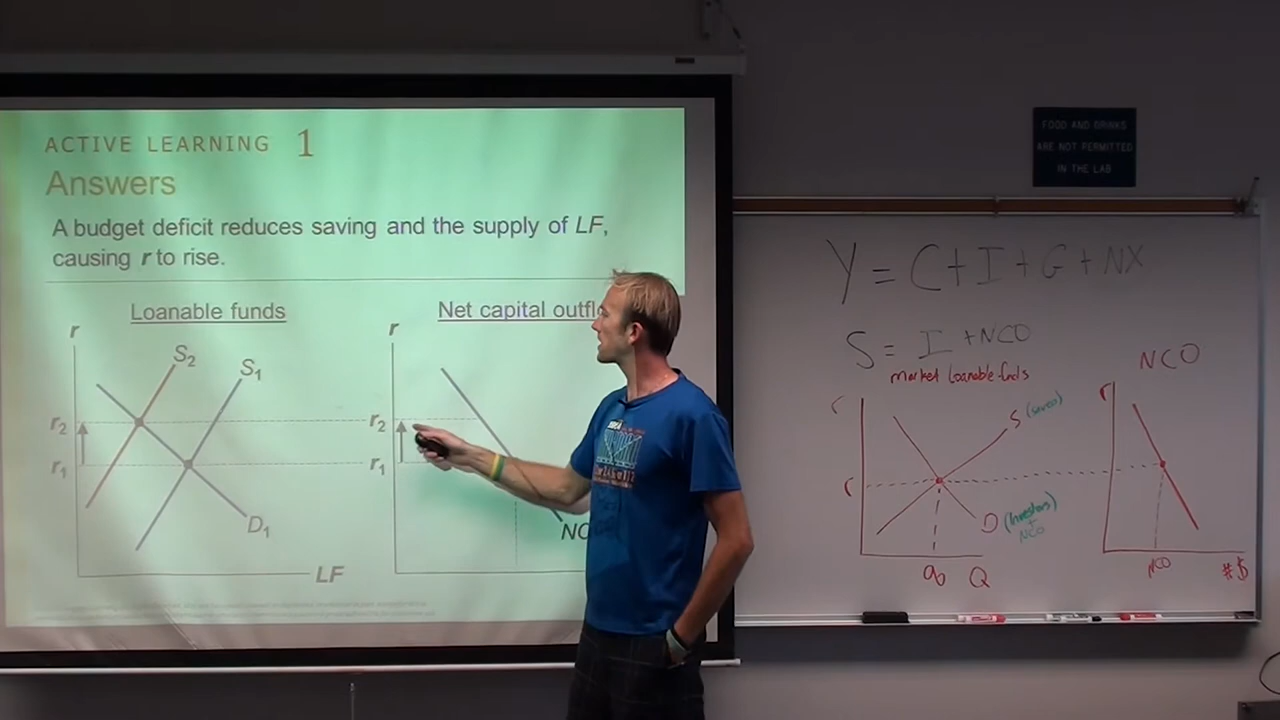 ACTIVE LEARNING 1
Answers
A budget deficit reduces saving and the supply of LF,
causing r to rise.
Loanable funds
r
S2
S1
r2
r1
D1
LF
Net capital outfl
r
r2
r1
NC
FOOD AND DRINKS
ARE NOT PERMITTED
IN THE LAB
Y = C + I + G + NX
S = I + NCO
market loanable funds
r
S (saves)
r
D (Investors
+
NCO)
q Q
NCO
r
NCO #$